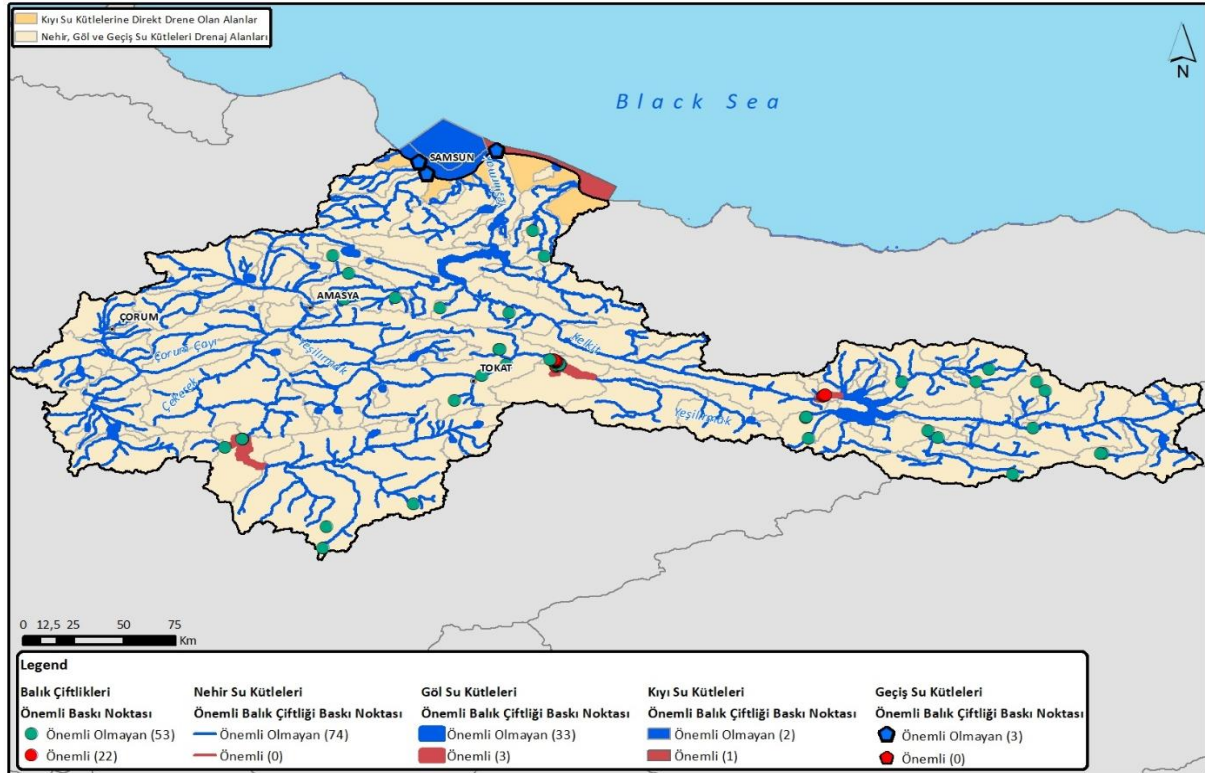 Kıyı Su Kütlelerine Direkt Drene Olan Alanlar
Nehir, Göl ve Geçiş Su Kütleleri Drenaj Alanları
N
Black Sea
SAMSUN
Yeşilırmak
AMASYA
ÇORUM
Çorum Çayı
Yeşilırmak
Kelkit
Çekerek
TOKAT
Yeşilırmak
0 12,5 25 50 75
Km
Legend
Balık Çiftlikleri
Önemli Baskı Noktası
Önemli Olmayan (53)
Önemli (22)
Nehir Su Kütleleri
Önemli Balık Çiftliği Baskı Noktası
Önemli Olmayan (74)
Önemli (0)
Göl Su Kütleleri
Önemli Balık Çiftliği Baskı Noktası
Önemli Olmayan (33)
Önemli (3)
Kıyı Su Kütleleri
Önemli Balık Çiftliği Baskı Noktası
Önemli Olmayan (2)
Önemli (1)
Geçiş Su Kütleleri
Önemli Balık Çiftliği Baskı Noktası
Önemli Olmayan (3)
Önemli (0)